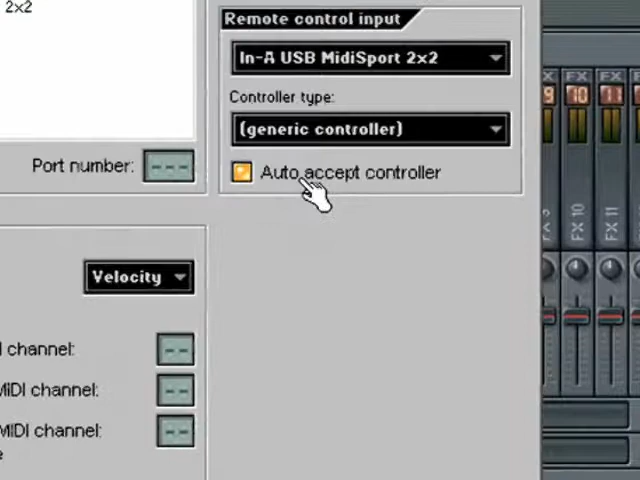 2x2
Remote control input
In-A USB MidiSport 2x2
Controller type:
(generic controller)
Port number: ---
Auto accept controller
Velocity
I channel: --
MIDI channel: --
MIDI channel: --
e
FX
FX
9
10
11
FX 10
FX 11